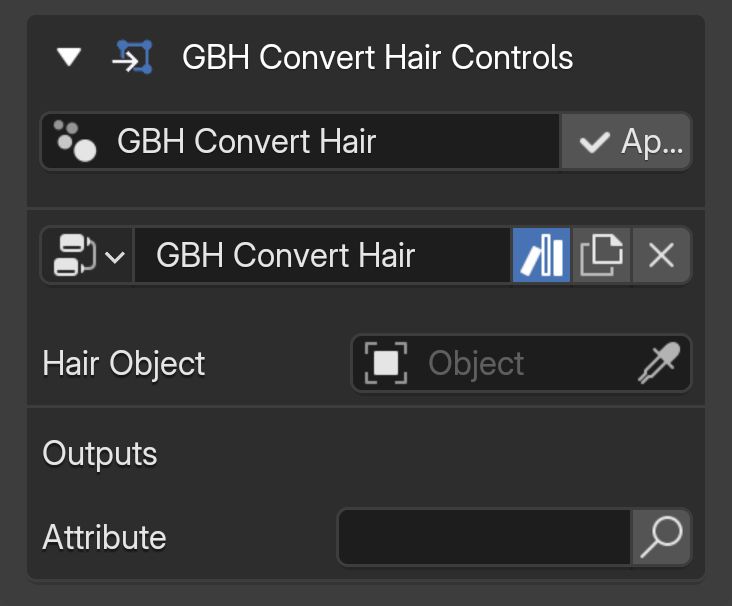 GBH Convert Hair Controls
GBH Convert Hair Ap...
GBH Convert Hair
Hair Object Object
Outputs
Attribute